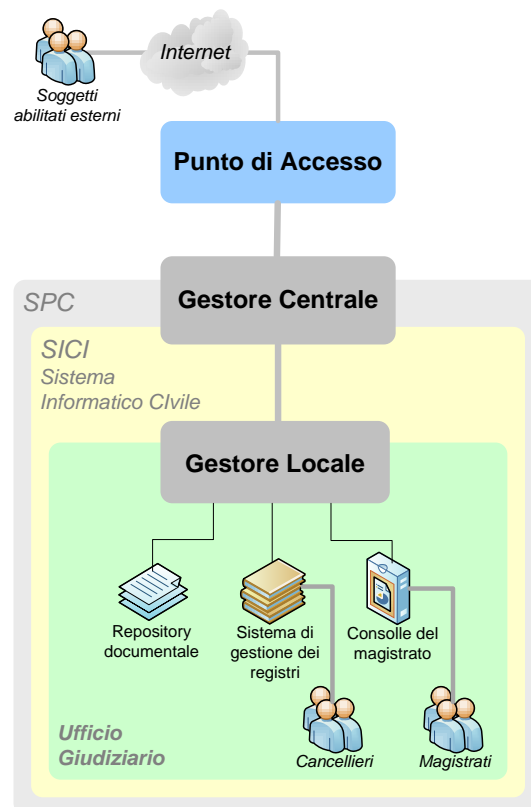 Internet
Soggetti
abilitati esterni
Punto di Accesso
Gestore Centrale
SPC
SICI
Sistema
Informatico CIvile
Gestore Locale
Repository
documentale
Sistema di
gestione dei
registri
Consolle del
magistrato
Ufficio
Giudiziario
Cancellieri
Magistrati